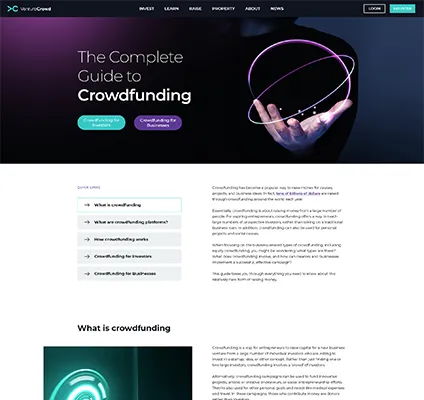 VentureCrowd
INVEST LEARN RAISE PROPERTY ABOUT NEWS
LOGIN
REGISTER
The Complete
Guide to
Crowdfunding
Crowdfunding for
Investors
Crowdfunding for
Businesses
QUICK LINKS
What is crowdfunding
What are crowdfunding platforms?
How crowdfunding works
Crowdfunding for Investors
Crowdfunding for Businesses
Crowdfunding has become a popular way to raise money for causes,
projects, and business ideas. In fact, tens of billions of dollars are raised
through crowdfunding around the world each year.
Essentially, crowdfunding is about raising money from a large number of
people. For aspiring entrepreneurs, crowdfunding offers a way to reach
large numbers of prospective investors, rather than relying on a traditional
business loan. In addition, crowdfunding can also be used for personal
projects and social causes.
When focusing on the business-related types of crowdfunding, including
equity crowdfunding, you might be wondering what types are there?
What does crowdfunding involve, and how can investors and businesses
implement a successful, effective campaign?
This guide takes you through everything you need to know about this
relatively new form of raising money.
What is crowdfunding
Crowdfunding is a way for entrepreneurs to raise capital for a new business
venture from a large number of individual investors who are willing to
invest in a startup, idea, or other concept. Rather than just finding one or
two large investors, crowdfunding involves a crowd of investors.
Alternatively, crowdfunding campaigns can be used to fund innovative
projects, artistic or creative endeavours, or social entrepreneurship efforts.
They're also used for other personal goals and needs like medical expenses
and travel. In these campaigns, those who contribute money are donors
rather than investors.